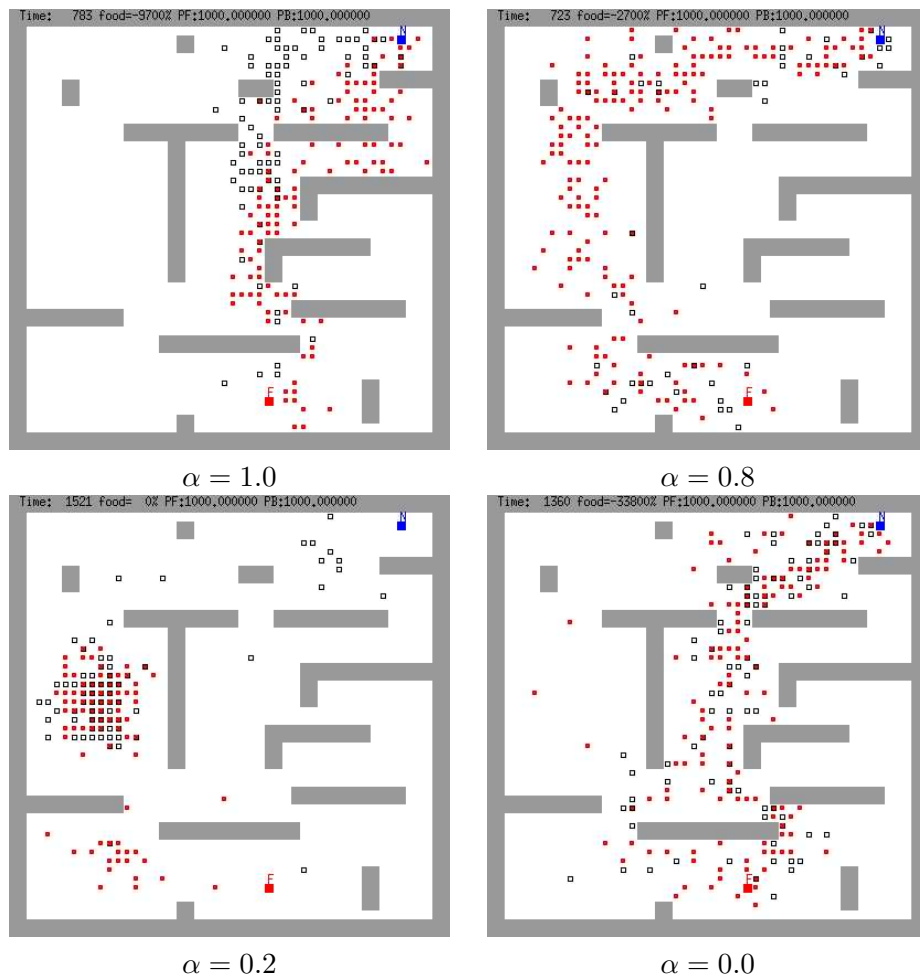 Time: 783 food=-9700% PF:1000.000000 PB:1000.000000
N
F
α = 1.0
Time: 723 food=-2700% PF:1000.000000 PB:1000.000000
N
F
α = 0.8
Time: 1521 food= 0% PF:1000.000000 PB:1000.000000
N
F
α = 0.2
Time: 1360 food=-33800% PF:1000.000000 PB:1000.000000
N
F
α = 0.0